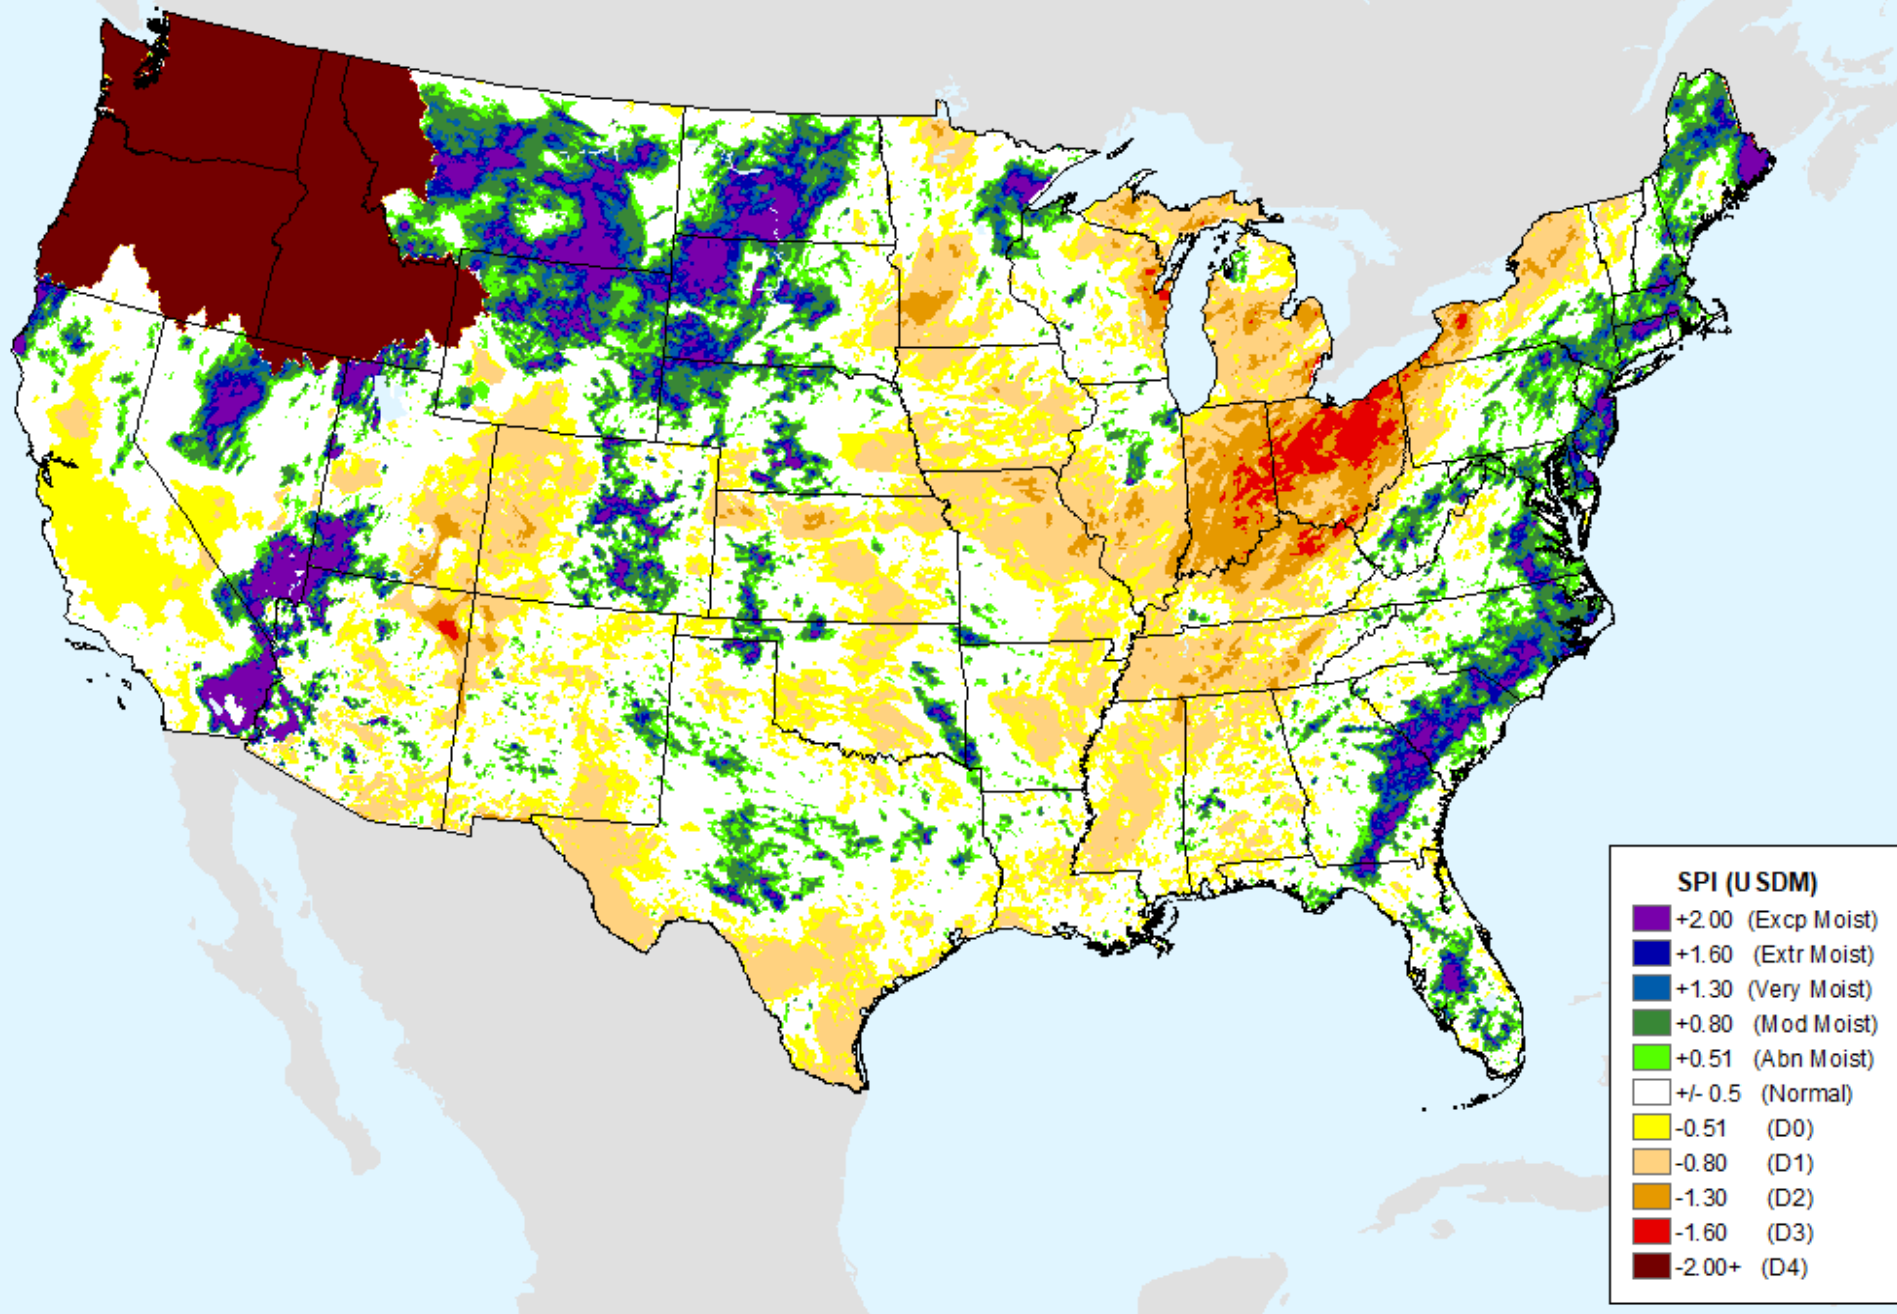 SPI (USDM)
+2.00 (Excp Moist)
+1.60 (Extr Moist)
+1.30 (Very Moist)
+0.80 (Mod Moist)
+0.51 (Abn Moist)
+/- 0.5 (Normal)
-0.51 (D0)
-0.80 (D1)
-1.30 (D2)
-1.60 (D3)
-2.00+ (D4)